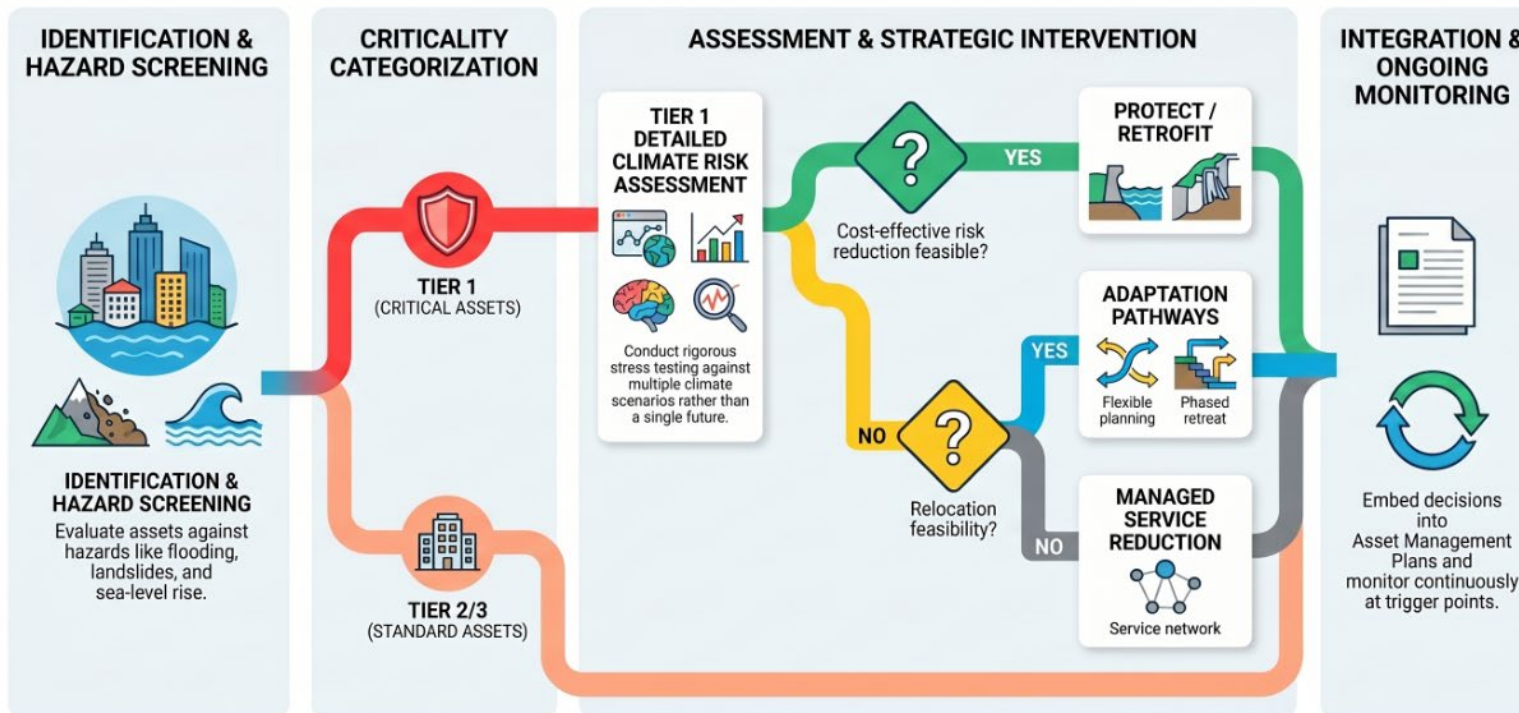 IDENTIFICATION &
HAZARD SCREENING
IDENTIFICATION &
HAZARD SCREENING
Evaluate assets against
hazards like flooding,
landslides, and
sea-level rise.
CRITICALITY
CATEGORIZATION
TIER 1
(CRITICAL ASSETS)
TIER 2/3
(STANDARD ASSETS)
ASSESSMENT & STRATEGIC INTERVENTION
TIER 1
DETAILED
CLIMATE RISK
ASSESSMENT
Conduct rigorous
stress testing against
multiple climate
scenarios rather than
a single future.
?
YES
Cost-effective risk
reduction feasible?
PROTECT /
RETROFIT
NO
?
Relocation
feasibility?
YES
ADAPTATION
PATHWAYS
Flexible
planning
Phased
retreat
NO
MANAGED
SERVICE
REDUCTION
Service network
INTEGRATION &
ONGOING
MONITORING
Embed decisions
into
Asset Management
Plans and
monitor continuously
at trigger points.